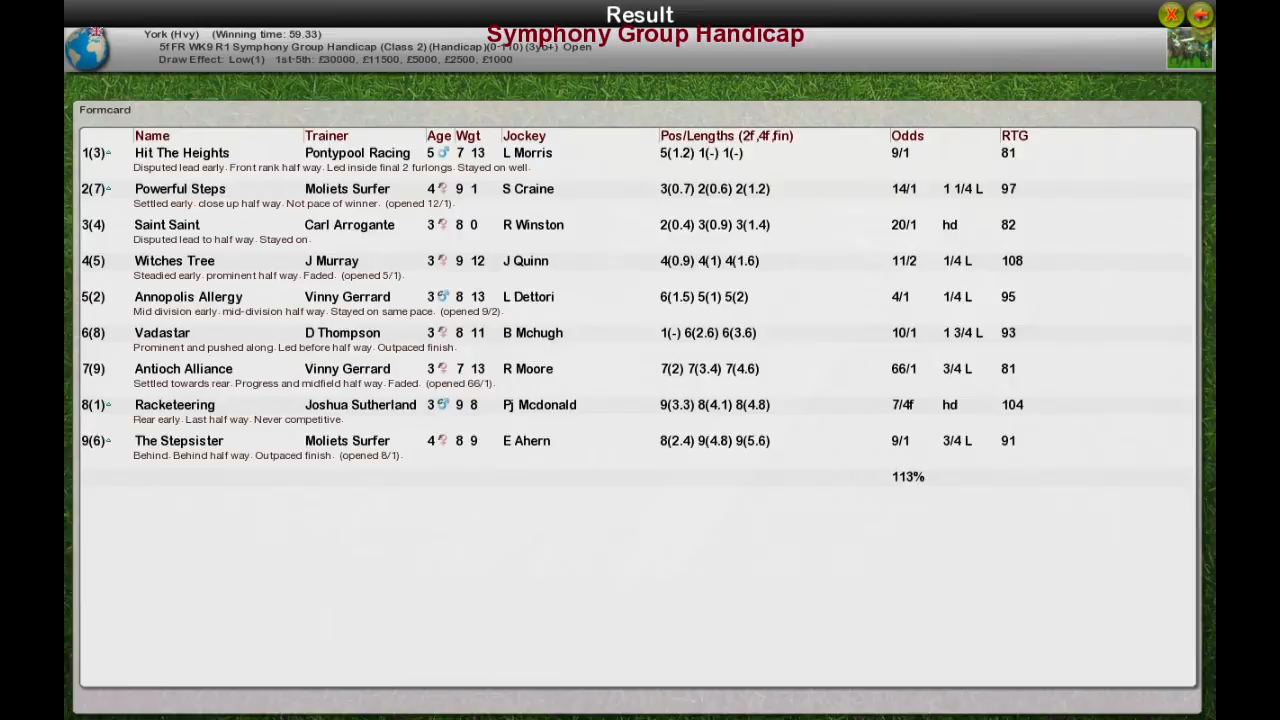 Result
Symphony Group Handicap
York (Hvy) (Winning time: 59.33)
5fFR WK9 R1 Symphony Group Handicap (Class 2) (Handicap)(0-110) (3yo+) Open
Draw Effect: Low(1) 1st-5th: £30000, £11500, £5000, £2500, £1000
Formcard
Name Trainer Age Wgt Jockey Pos/Lengths (2f,4f,fin) Odds RTG
1(3) Hit The Heights Pontypool Racing 5 7 13 L Morris 5(1.2) 1(-) 1(-) 9/1 81
Disputed lead early. Front rank half way. Led inside final 2 furlongs. Stayed on well.
2(7) Powerful Steps Moliets Surfer 4 9 1 S Craine 3(0.7) 2(0.6) 2(1.2) 14/1 1 1/4 L 97
Settled early. close up half way. Not pace of winner. (opened 12/1).
3(4) Saint Saint Carl Arrogante 3 8 0 R Winston 2(0.4) 3(0.9) 3(1.4) 20/1 hd 82
Disputed lead to half way. Stayed on.
4(5) Witches Tree J Murray 3 9 12 J Quinn 4(0.9) 4(1) 4(1.6) 11/2 1/4 L 108
Steadied early. prominent half way. Faded. (opened 5/1).
5(2) Annopolis Allergy Vinny Gerrard 3 8 13 L Dettori 6(1.5) 5(1) 5(2) 4/1 1/4 L 95
Mid division early. mid-division half way. Stayed on same pace. (opened 9/2).
6(8) Vadastar D Thompson 3 8 11 B Mchugh 1(-) 6(2.6) 6(3.6) 10/1 1 3/4 L 93
Prominent and pushed along. Led before half way. Outpaced finish.
7(9) Antioch Alliance Vinny Gerrard 3 7 13 R Moore 7(2) 7(3.4) 7(4.6) 66/1 3/4 L 81
Settled towards rear. Progress and midfield half way. Faded. (opened 66/1).
8(1) Racketeering Joshua Sutherland 3 9 8 Pj Mcdonald 9(3.3) 8(4.1) 8(4.8) 7/4f hd 104
Rear early. Last half way. Never competitive.
9(6) The Stepsister Moliets Surfer 4 8 9 E Ahern 8(2.4) 9(4.8) 9(5.6) 9/1 3/4 L 91
Behind. Behind half way. Outpaced finish. (opened 8/1).
113%